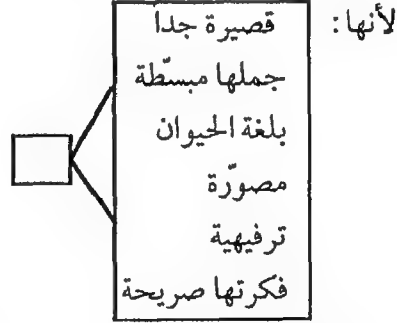 لأنها: قصيرة جدا
جملها مبسّطة
بلغة الحيوان
مصوّرة
ترفيهية
فكرتها صريحة